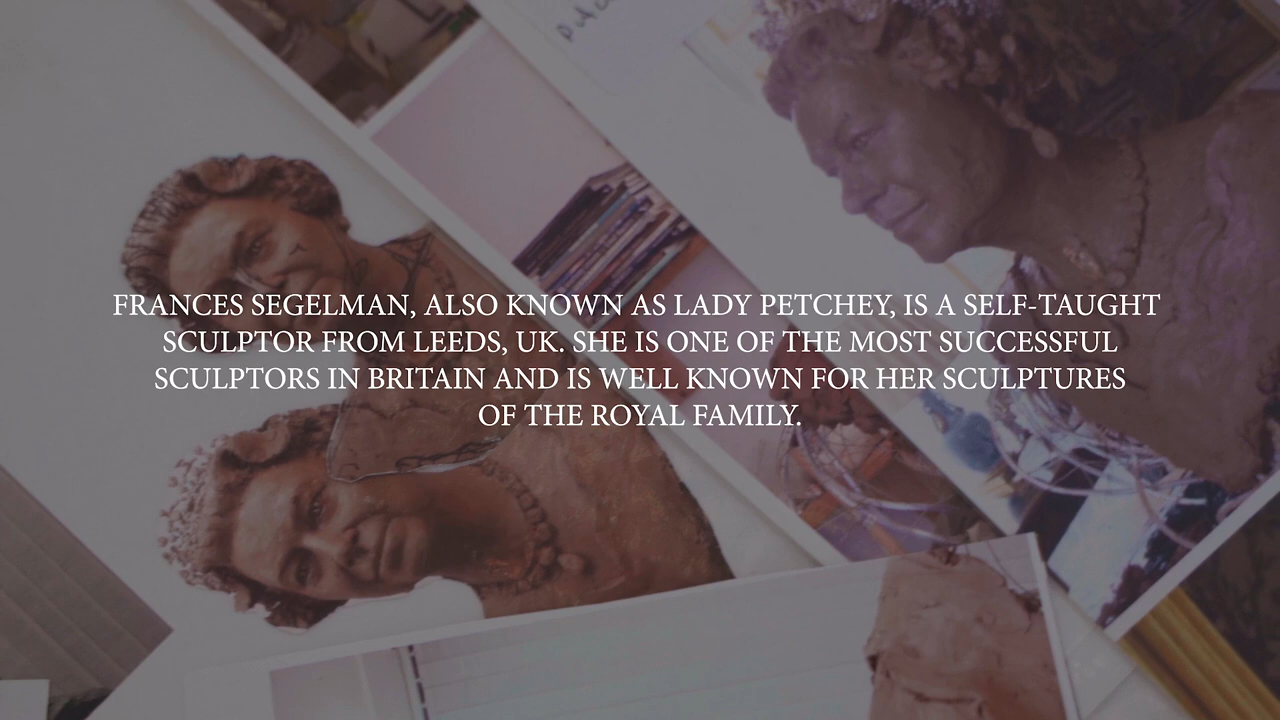 FRANCES SEGELMAN, ALSO KNOWN AS LADY PETCHEY, IS A SELF-TAUGHT
SCULPTOR FROM LEEDS, UK. SHE IS ONE OF THE MOST SUCCESSFUL
SCULPTORS IN BRITAIN AND IS WELL KNOWN FOR HER SCULPTURES
OF THE ROYAL FAMILY.